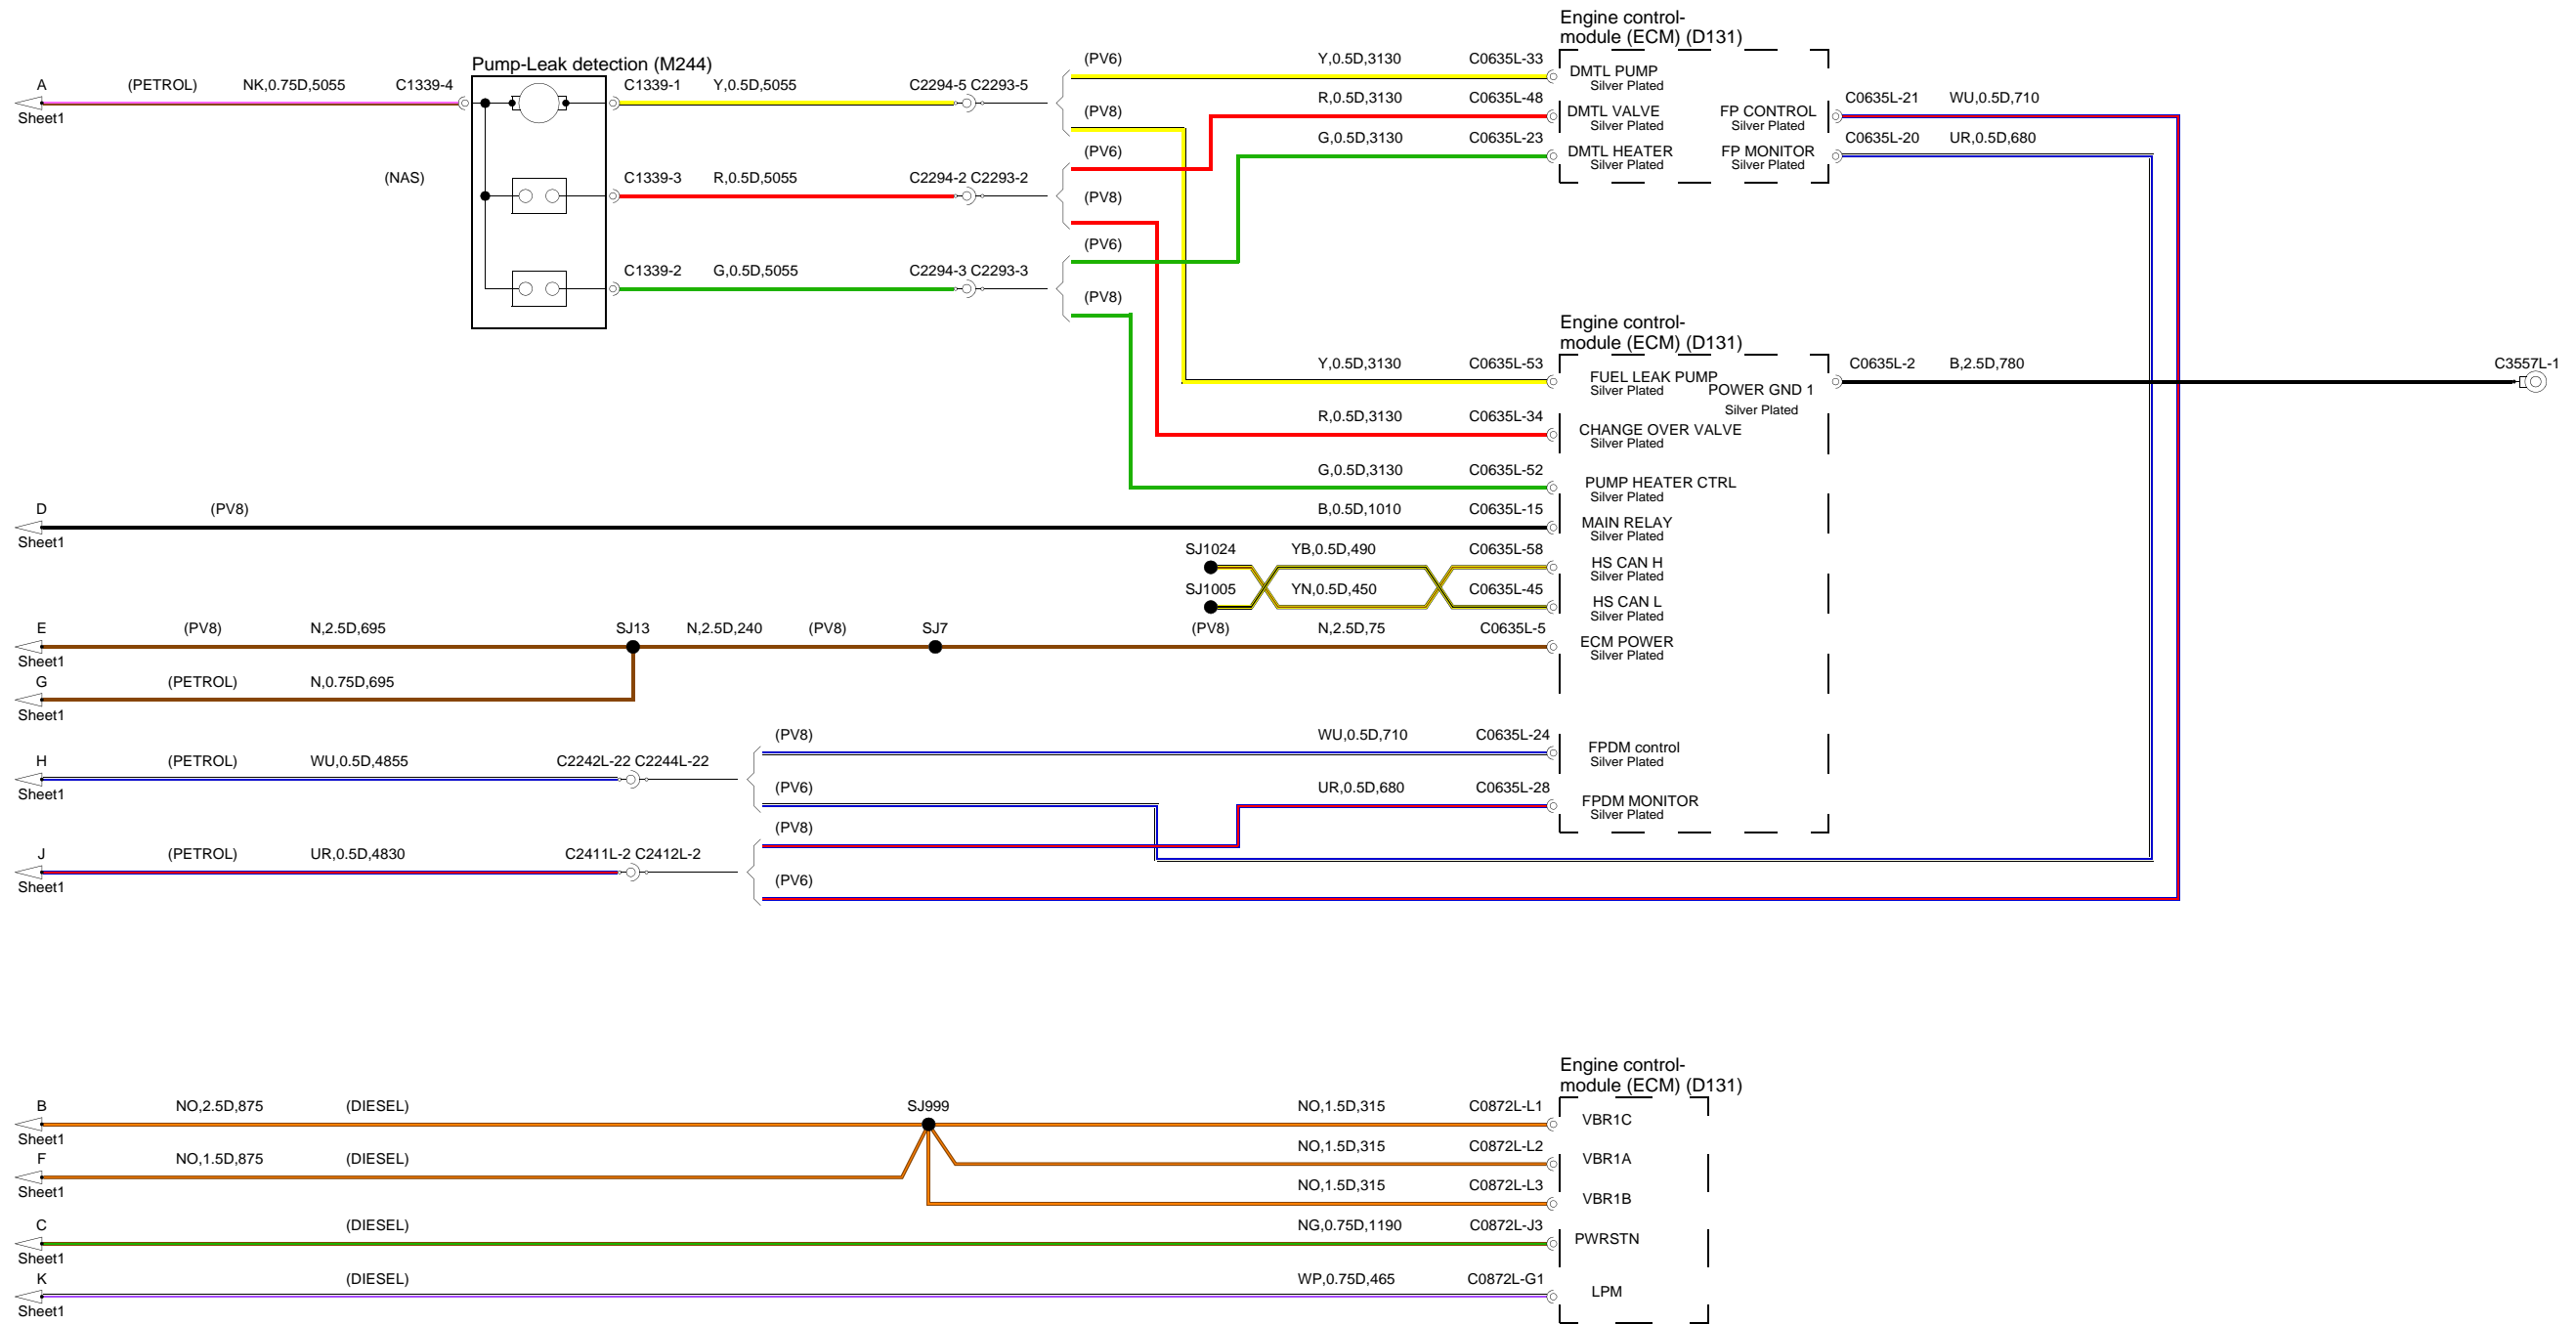 Engine control-
module (ECM) (D131)
Pump-Leak detection (M244)
A
(PETROL)
NK,0.75D,5055
C1339-4
Sheet1
C1339-1
Y,0.5D,5055
C2294-5 C2293-5
(PV6)
(PV8)
Y,0.5D,3130
C0635L-33
DMTL PUMP
Silver Plated
R,0.5D,3130
C0635L-48
DMTL VALVE
Silver Plated
FP CONTROL
Silver Plated
C0635L-21
WU,0.5D,710
G,0.5D,3130
C0635L-23
DMTL HEATER
Silver Plated
FP MONITOR
Silver Plated
C0635L-20
UR,0.5D,680
(NAS)
C1339-3
R,0.5D,5055
C2294-2 C2293-2
(PV6)
(PV8)
C1339-2
G,0.5D,5055
C2294-3 C2293-3
(PV6)
(PV8)
Engine control-
module (ECM) (D131)
Y,0.5D,3130
C0635L-53
FUEL LEAK PUMP
Silver Plated
POWER GND 1
Silver Plated
C0635L-2
B,2.5D,780
C3557L-1
R,0.5D,3130
C0635L-34
CHANGE OVER VALVE
Silver Plated
G,0.5D,3130
C0635L-52
PUMP HEATER CTRL
Silver Plated
D
(PV8)
Sheet1
B,0.5D,1010
C0635L-15
MAIN RELAY
Silver Plated
SJ1024
YB,0.5D,490
C0635L-58
HS CAN H
Silver Plated
SJ1005
YN,0.5D,450
C0635L-45
HS CAN L
Silver Plated
E
(PV8)
N,2.5D,695
SJ13
N,2.5D,240
(PV8)
SJ7
(PV8)
N,2.5D,75
C0635L-5
ECM POWER
Silver Plated
Sheet1
G
(PETROL)
N,0.75D,695
Sheet1
H
(PETROL)
WU,0.5D,4855
C2242L-22 C2244L-22
Sheet1
(PV8)
WU,0.5D,710
C0635L-24
FPDM control
Silver Plated
(PV6)
UR,0.5D,680
C0635L-28
FPDM MONITOR
Silver Plated
J
(PETROL)
UR,0.5D,4830
C2411L-2 C2412L-2
Sheet1
(PV8)
(PV6)
Engine control-
module (ECM) (D131)
B
NO,2.5D,875
(DIESEL)
SJ999
NO,1.5D,315
C0872L-L1
VBR1C
Sheet1
F
NO,1.5D,875
(DIESEL)
NO,1.5D,315
C0872L-L2
VBR1A
Sheet1
NO,1.5D,315
C0872L-L3
VBR1B
C
(DIESEL)
NG,0.75D,1190
C0872L-J3
PWRSTN
Sheet1
K
(DIESEL)
WP,0.75D,465
C0872L-G1
LPM
Sheet1